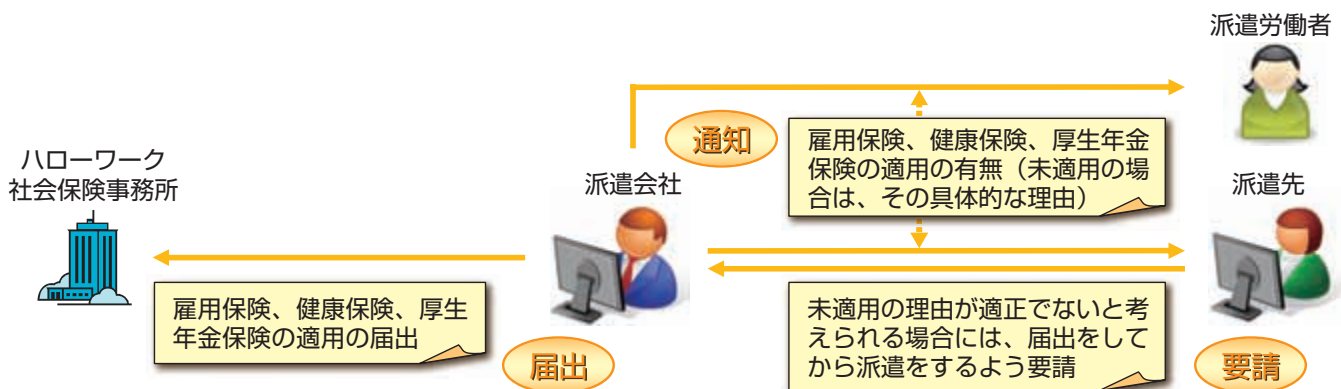 派遣労働者
通知
雇用保険、健康保険、厚生年金
保険の適用の有無（未適用の場
合は、その具体的な理由）
ハローワーク
社会保険事務所
派遣会社
派遣先
雇用保険、健康保険、厚生
年金保険の適用の届出
届出
未適用の理由が適正でないと考
えられる場合には、届出をして
から派遣をするよう要請
要請